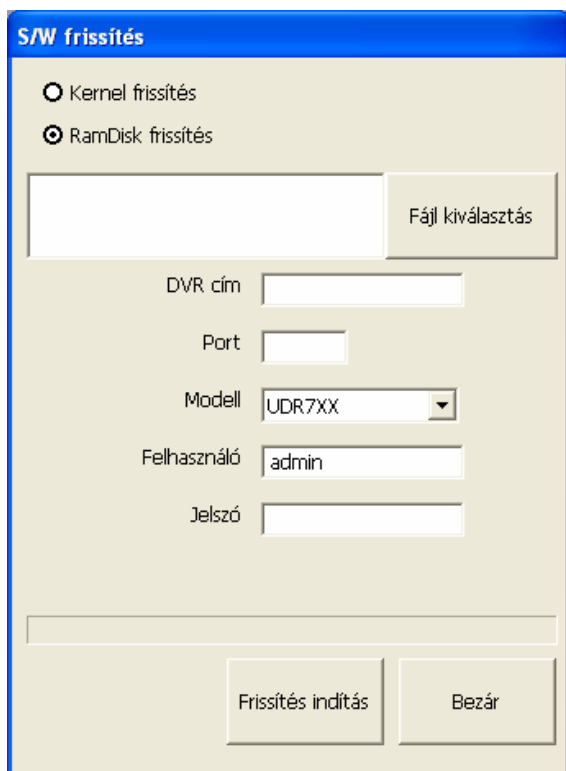 S/W frissítés
Kernel frissítés
RamDisk frissítés
Fájl kiválasztás
DVR cím
Port
Modell UDR7XX
Felhasználó admin
Jelszó
Frissítés indítás Bezár